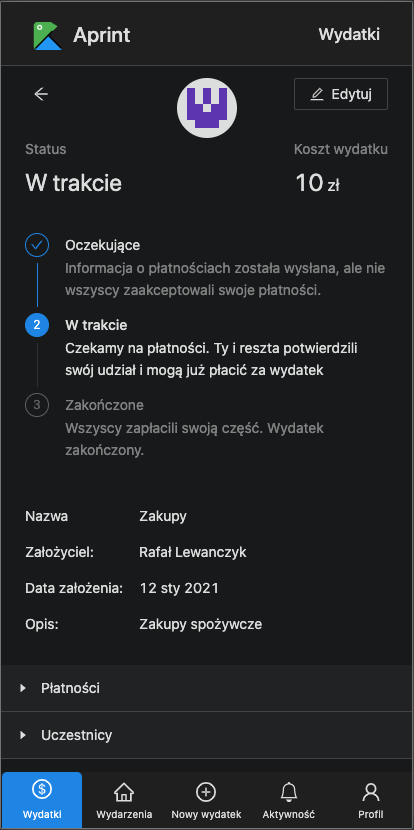 Aprint
Wydatki
Edytuj
Status
Koszt wydatku
W trakcie
10 zł
Oczekujące
Informacja o płatnościach została wysłana, ale nie
wszyscy zaakceptowali swoje płatności.
2
W trakcie
Czekamy na płatności. Ty i reszta potwierdzili
swój udział i mogą już płacić za wydatek
3
Zakończone
Wszyscy zapłacili swoją część. Wydatek
zakończony.
Nazwa
Zakupy
Założyciel:
Rafał Lewanczyk
Data założenia:
12 sty 2021
Opis:
Zakupy spożywcze
Płatności
Uczestnicy
Wydatki
Wydarzenia
Nowy wydatek
Aktywność
Profil